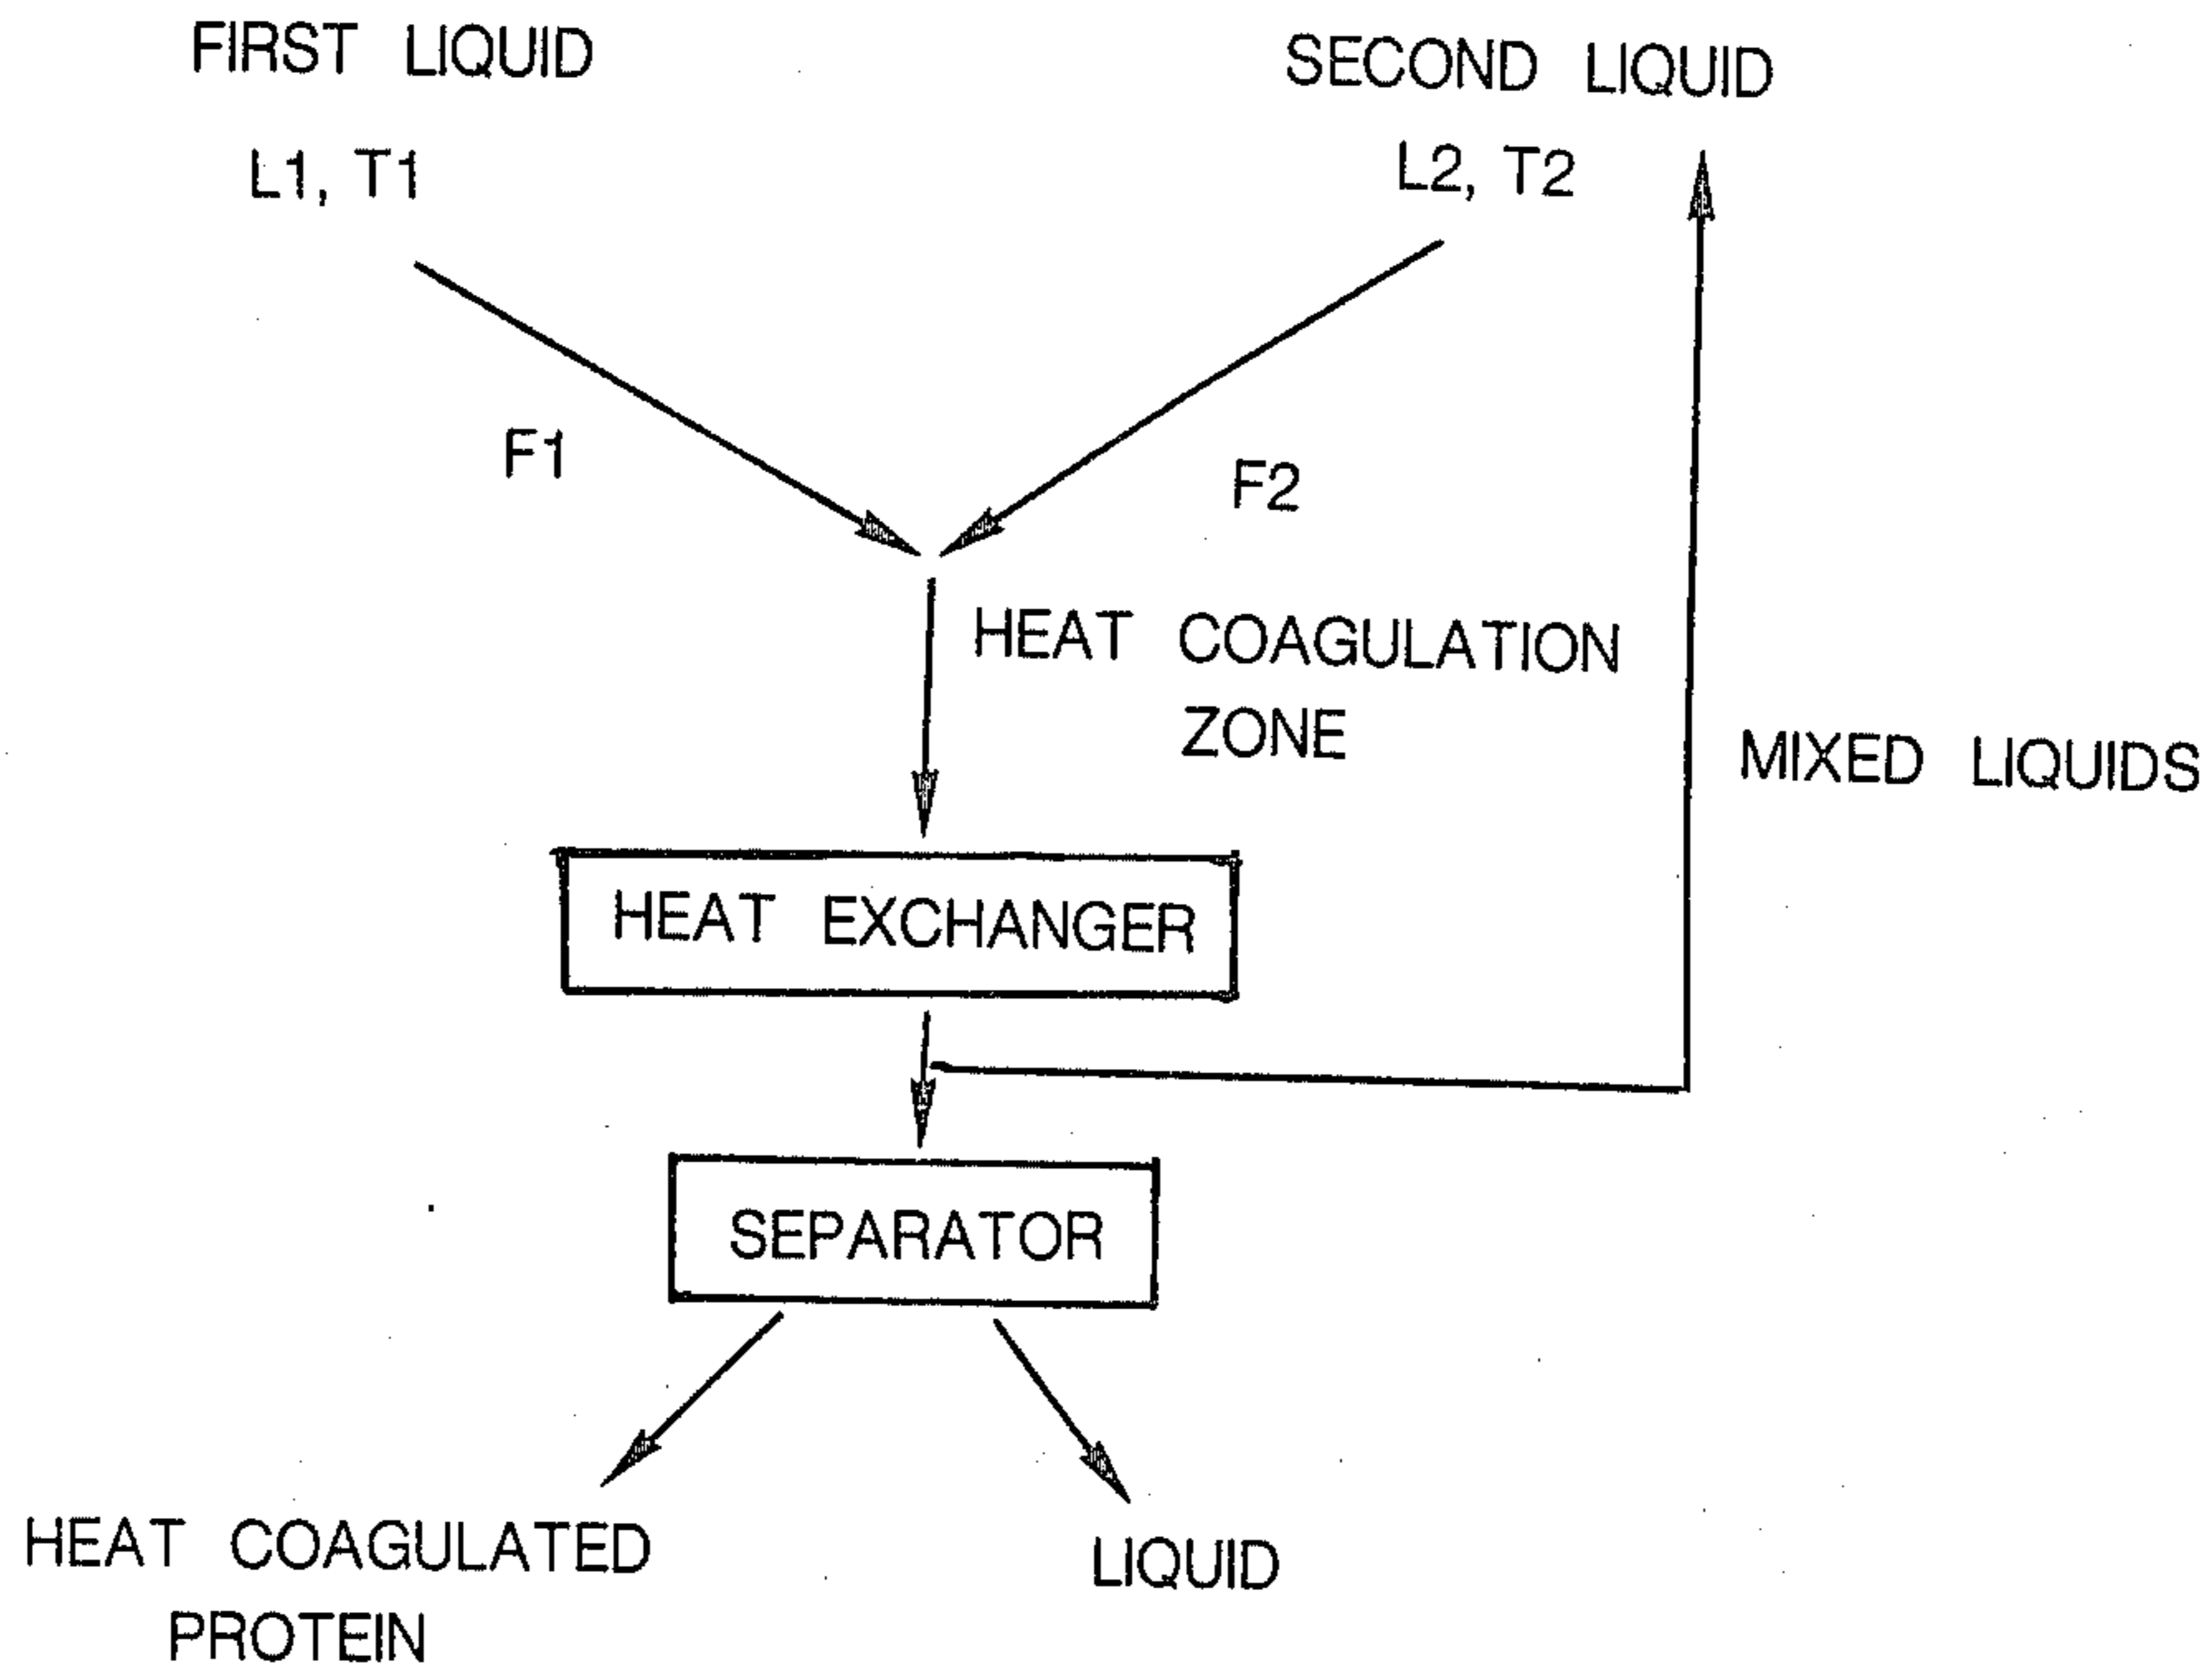 FIRST LIQUID
SECOND LIQUID
L1, T1
L2, T2
F1
F2
HEAT COAGULATION
ZONE
MIXED LIQUIDS
HEAT EXCHANGER
SEPARATOR
HEAT COAGULATED
PROTEIN
LIQUID